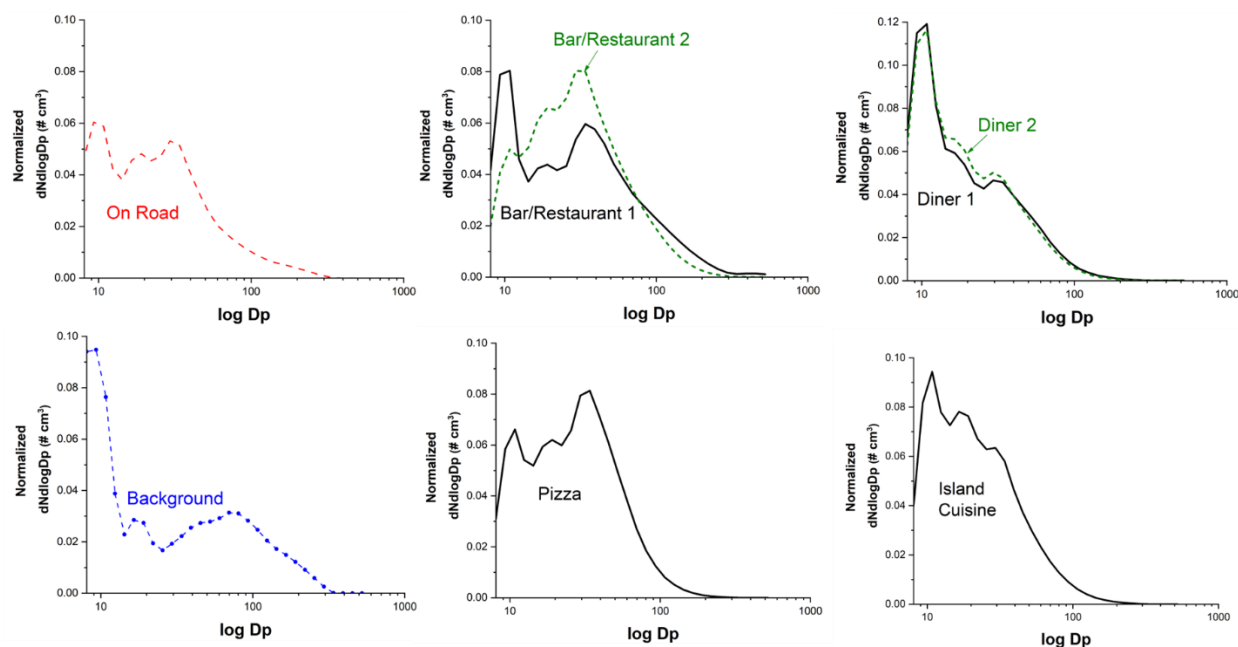 0.10
0.08
0.06
0.04
0.02
0.00
Normalized
dNdlogDp (# cm³)
On Road
10
100
1000
log Dp
0.10
0.08
0.06
0.04
0.02
0.00
Normalized
dNdlogDp (# cm³)
Bar/Restaurant 2
Bar/Restaurant 1
10
100
1000
log Dp
0.12
0.10
0.08
0.06
0.04
0.02
0.00
Normalized
dNdlogDp (# cm³)
Diner 2
Diner 1
10
100
1000
log Dp
0.10
0.08
0.06
0.04
0.02
0.00
Normalized
dNdlogDp (# cm³)
Background
10
100
1000
log Dp
0.10
0.08
0.06
0.04
0.02
0.00
Normalized
dNdlogDp (# cm³)
Pizza
10
100
1000
log Dp
0.10
0.08
0.06
0.04
0.02
0.00
Normalized
dNdlogDp (# cm³)
Island
Cuisine
10
100
1000
log Dp